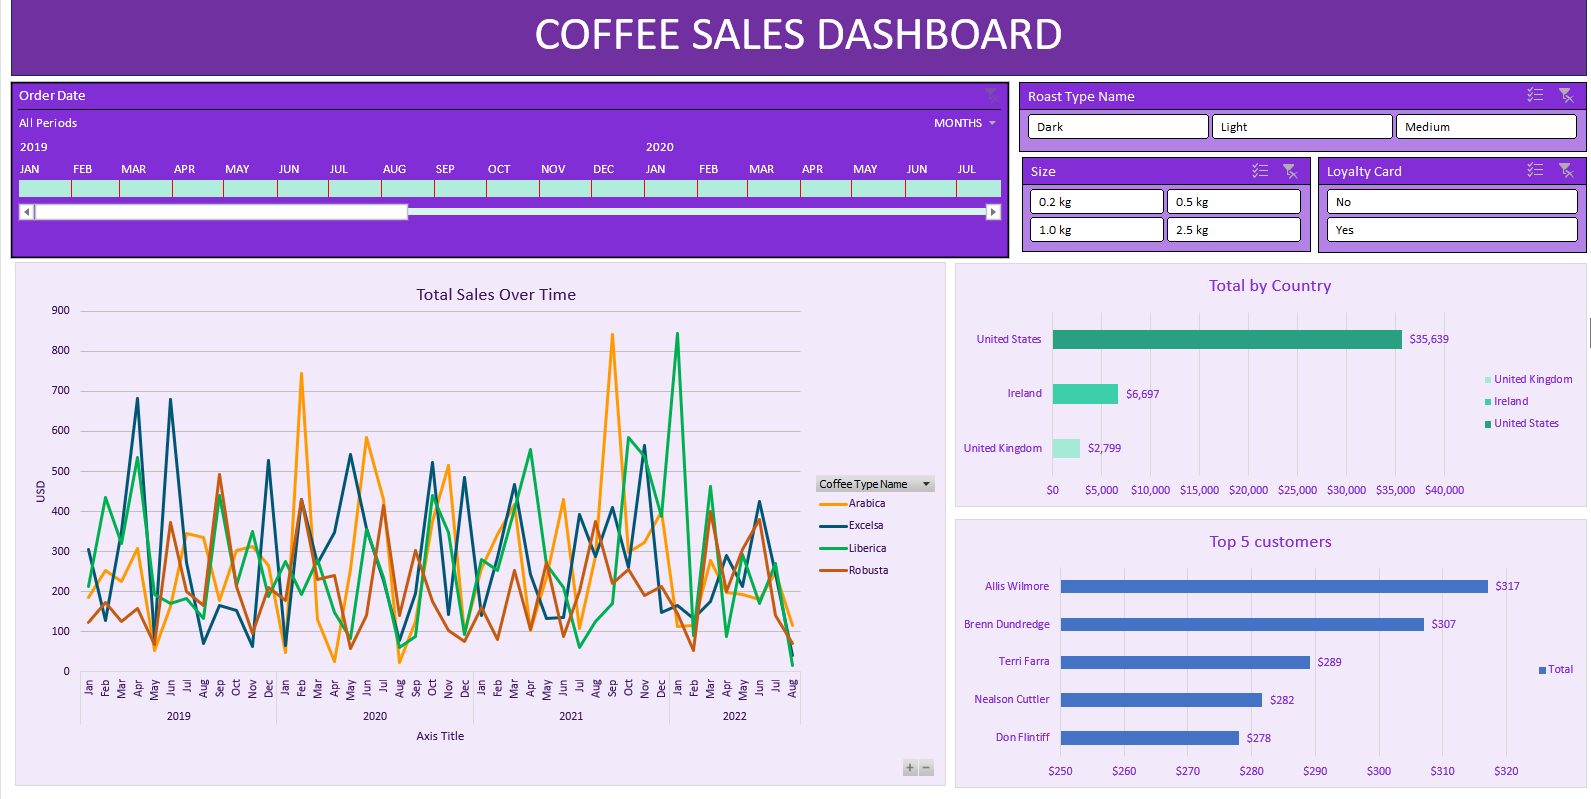 COFFEE SALES DASHBOARD
Order Date
All Periods
MONTHS
2019 2020
JAN FEB MAR APR MAY JUN JUL AUG SEP OCT NOV DEC JAN FEB MAR APR MAY JUN JUL
Roast Type Name
Dark Light Medium
Size
0.2 kg 0.5 kg
1.0 kg 2.5 kg
Loyalty Card
No
Yes
Total Sales Over Time
900
800
700
600
500
400
300
200
100
0
USD
Jan Feb Mar Apr May Jun Jul Aug Sep Oct Nov Dec Jan Feb Mar Apr May Jun Jul Aug Sep Oct Nov Dec Jan Feb Mar Apr May Jun Jul Aug Sep Oct Nov Dec Jan Feb Mar Apr May Jun Jul Aug
2019 2020 2021 2022
Axis Title
Coffee Type Name
Arabica
Excelsa
Liberica
Robusta
Total by Country
United States $35,639
Ireland $6,697
United Kingdom $2,799
$0 $5,000 $10,000 $15,000 $20,000 $25,000 $30,000 $35,000 $40,000
United Kingdom
Ireland
United States
Top 5 customers
Allis Wilmore $317
Brenn Dundredge $307
Terri Farra $289
Nealson Cuttler $282
Don Flintiff $278
$250 $260 $270 $280 $290 $300 $310 $320
Total